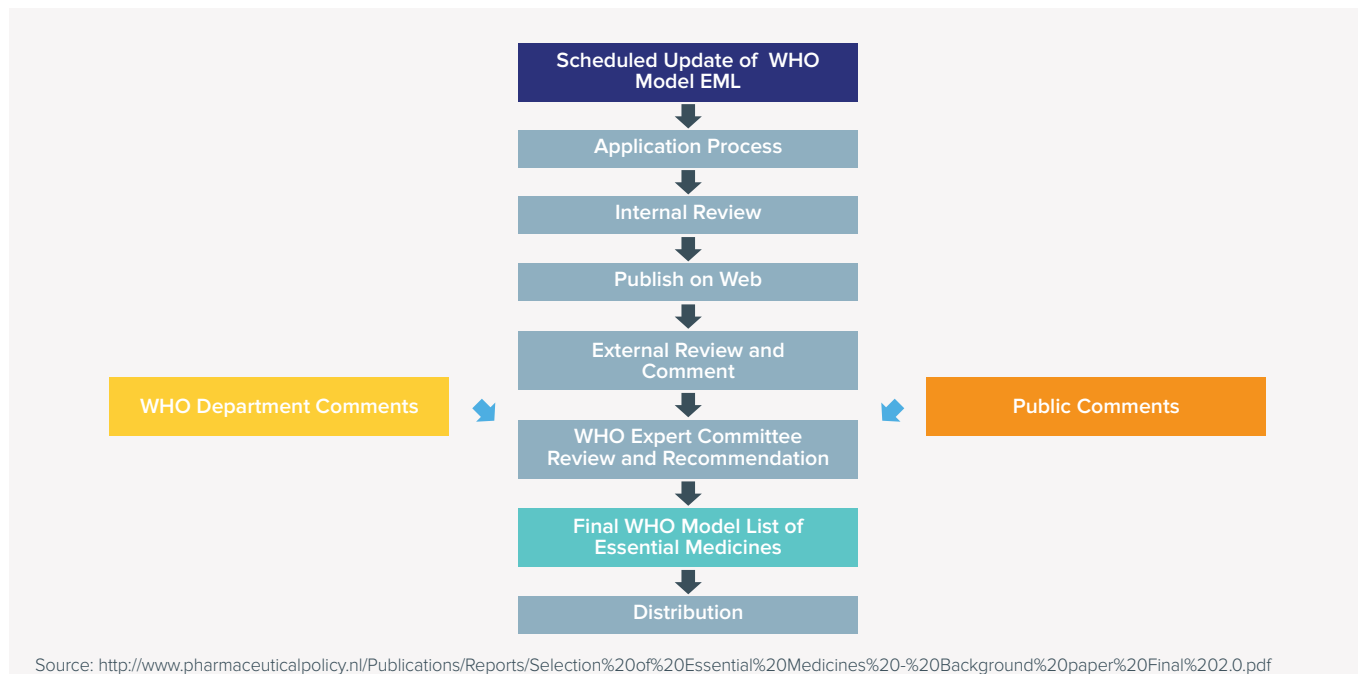 Scheduled Update of WHO
Model EML
Application Process
Internal Review
Publish on Web
External Review and
Comment
WHO Department Comments
Public Comments
WHO Expert Committee
Review and Recommendation
Final WHO Model List of
Essential Medicines
Distribution
Source: http://www.pharmaceuticalpolicy.nl/Publications/Reports/Selection%20of%20Essential%20Medicines%20-%20Background%20paper%20Final%202.0.pdf